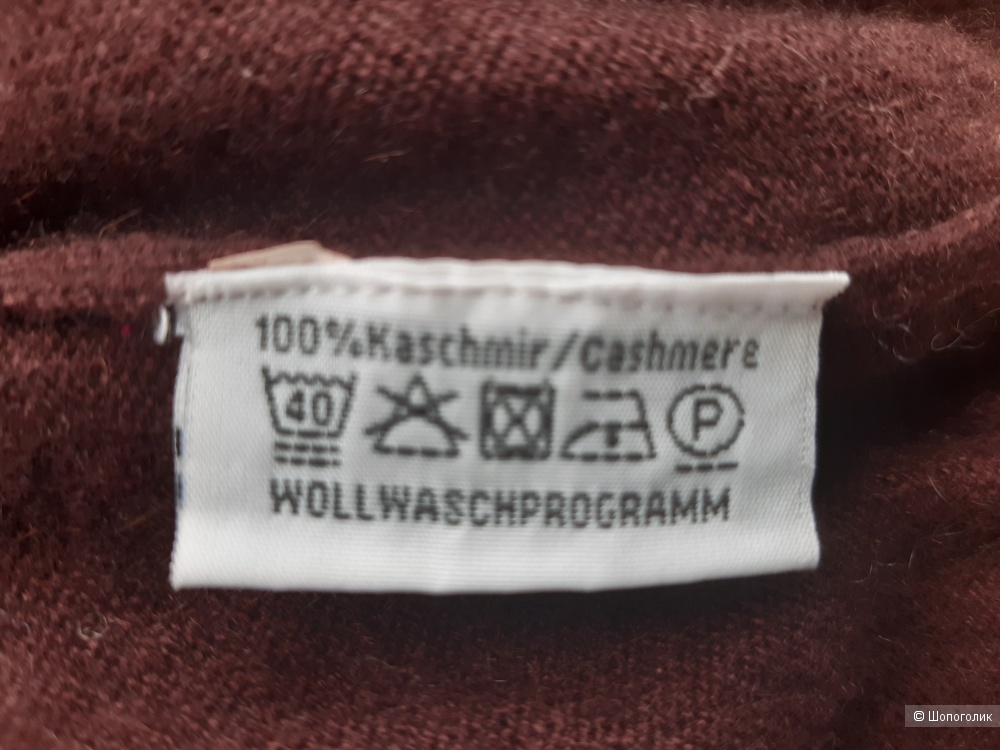 100%Kaschmir/Cashmere
40 P
WOLLWASCHPROGRAMM
© Шопоголик